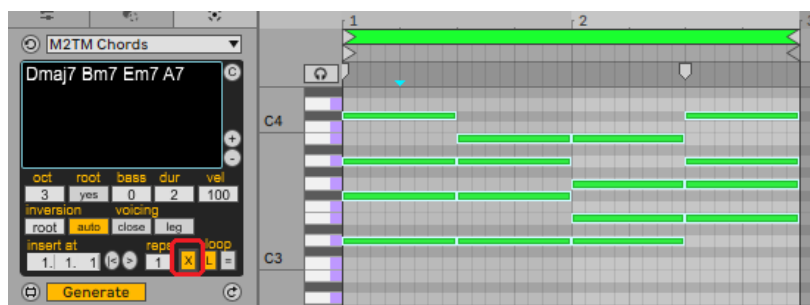 1
2
3
M2TM Chords
Dmaj7 Bm7 Em7 A7
C
+
-
oct root bass dur vel
3 yes 0 2 100
inversion voicing
root auto close leg
insert at reps loop
1. 1. 1 |< > 1 X L =
Generate
C4
C3